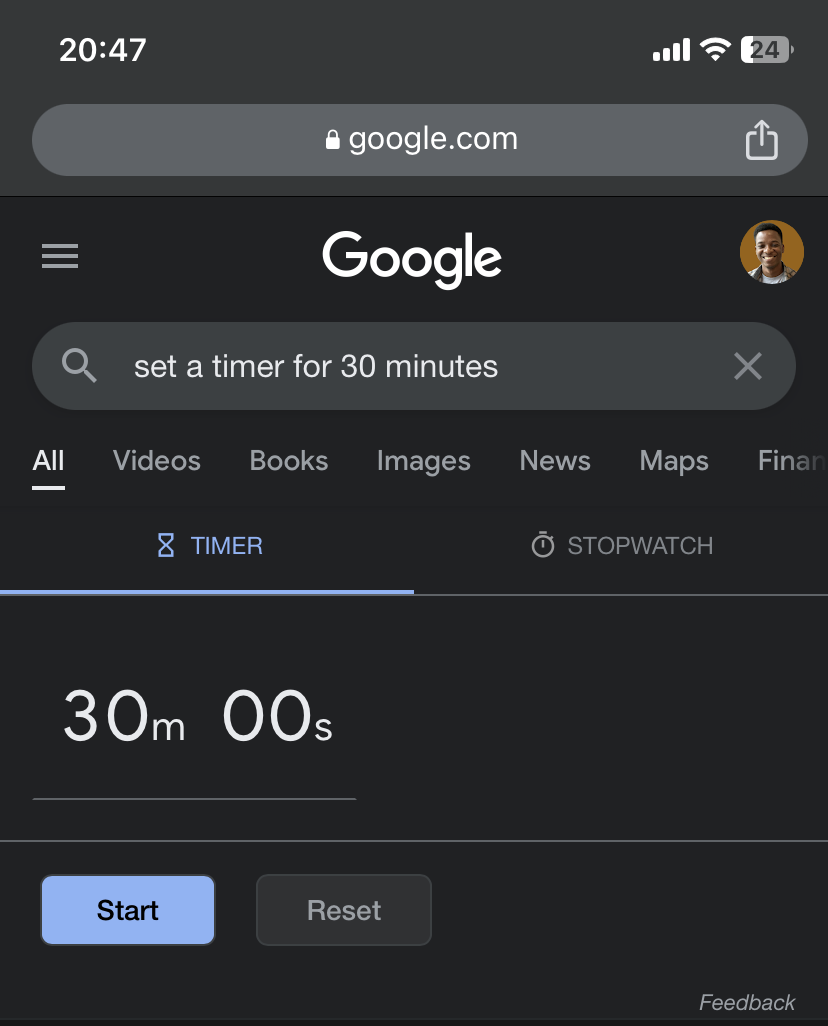 20:47 24
google.com
Google
set a timer for 30 minutes
All Videos Books Images News Maps Finan
TIMER STOPWATCH
30m 00s
Start Reset
Feedback